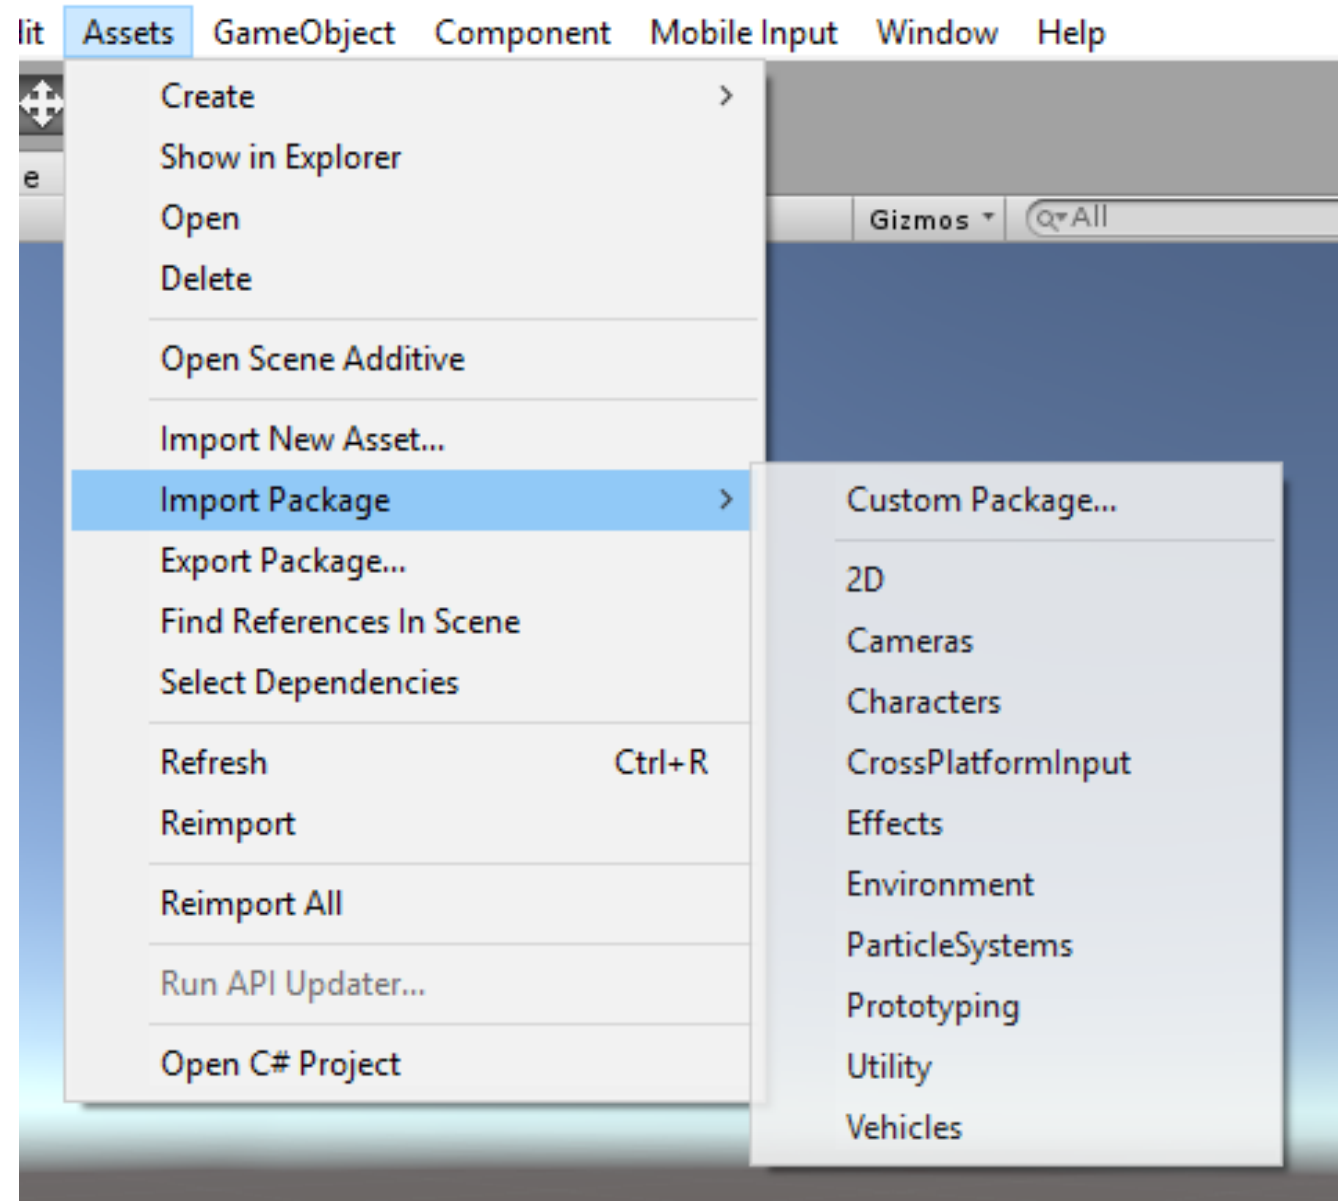 Assets GameObject Component Mobile Input Window Help
Create
Show in Explorer
e
Open
Gizmos All
Delete
Open Scene Additive
Import New Asset...
Import Package
Custom Package...
Export Package...
2D
Find References In Scene
Cameras
Select Dependencies
Characters
Refresh Ctrl+R
CrossPlatformInput
Reimport
Effects
Environment
Reimport All
ParticleSystems
Run API Updater...
Prototyping
Open C# Project
Utility
Vehicles